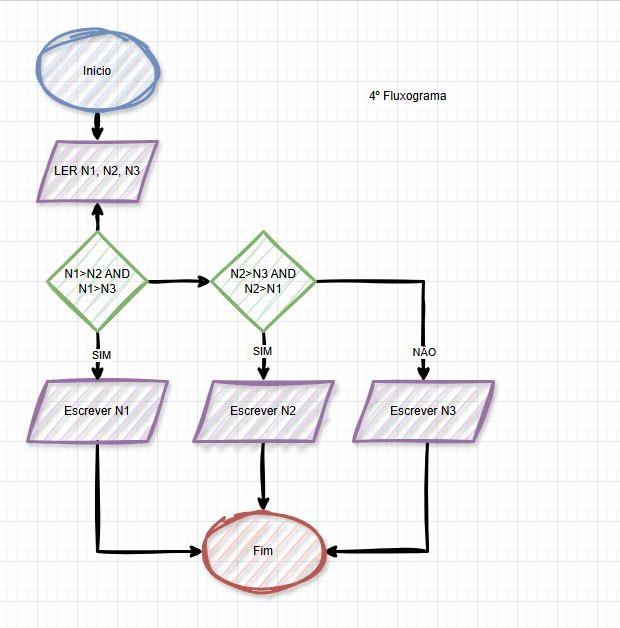 Inicio
4º Fluxograma
LER N1, N2, N3
N1>N2 AND
N1>N3
N2>N3 AND
N2>N1
SIM
SIM
NÃO
Escrever N1
Escrever N2
Escrever N3
Fim